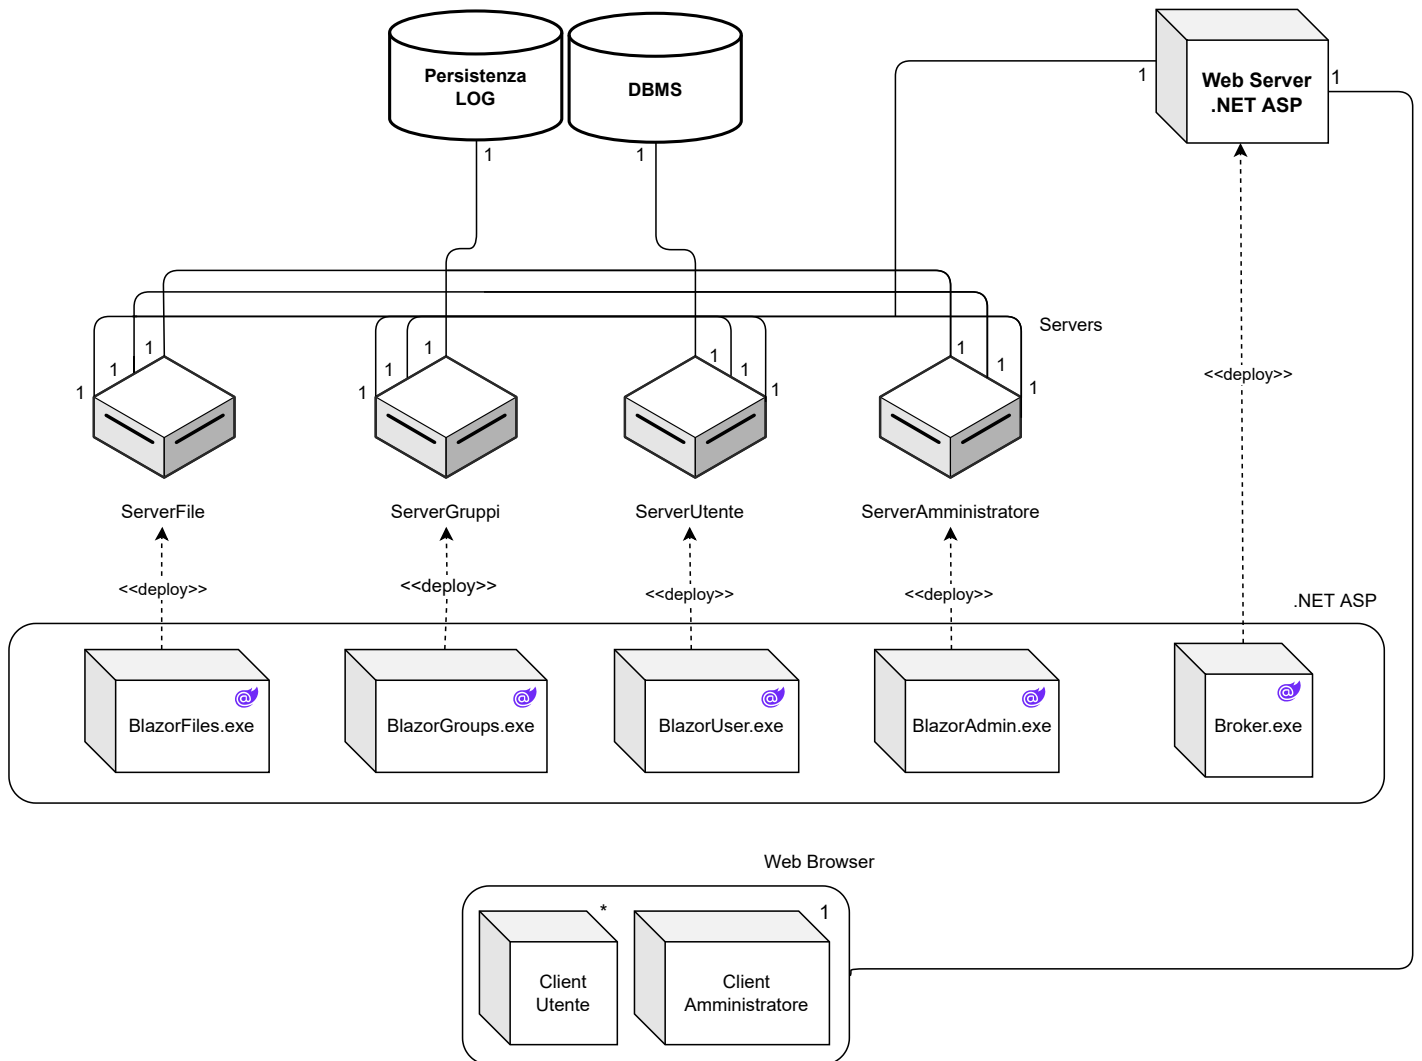 Persistenza
LOG
DBMS
Web Server
.NET ASP
1
1
1
1
Servers
1
1
1
1
1
1
1
1
1
1
1
1
<<deploy>>
ServerFile
ServerGruppi
ServerUtente
ServerAmministratore
<<deploy>>
<<deploy>>
<<deploy>>
<<deploy>>
.NET ASP
BlazorFiles.exe
BlazorGroups.exe
BlazorUser.exe
BlazorAdmin.exe
Broker.exe
Web Browser
*
1
Client
Utente
Client
Amministratore